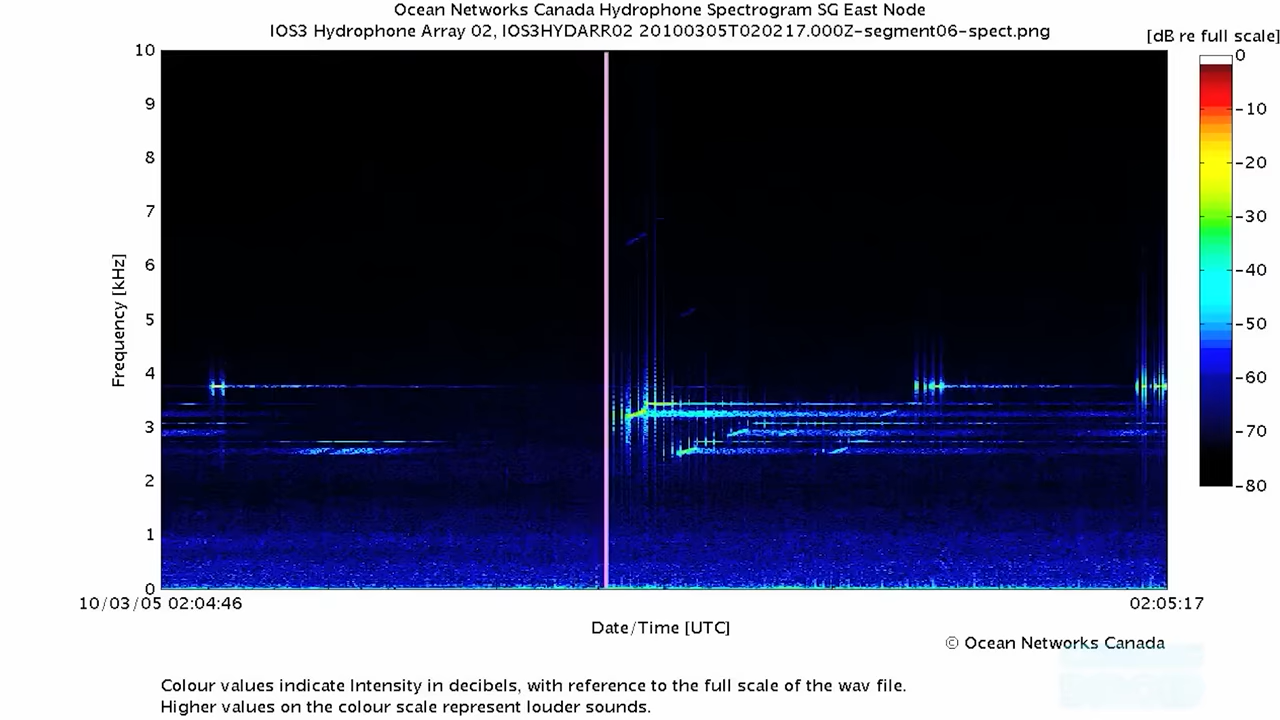 Ocean Networks Canada Hydrophone Spectrogram SG East Node
IOS3 Hydrophone Array 02, IOS3HYDARR02 20100305T020217.000Z-segment06-spect.png
[dB re full scale]
10
9
8
7
6
5
4
3
2
1
0
Frequency [kHz]
0
-10
-20
-30
-40
-50
-60
-70
-80
10/03/05 02:04:46
02:05:17
Date/Time [UTC]
© Ocean Networks Canada
Colour values indicate Intensity in decibels, with reference to the full scale of the wav file.
Higher values on the colour scale represent louder sounds.